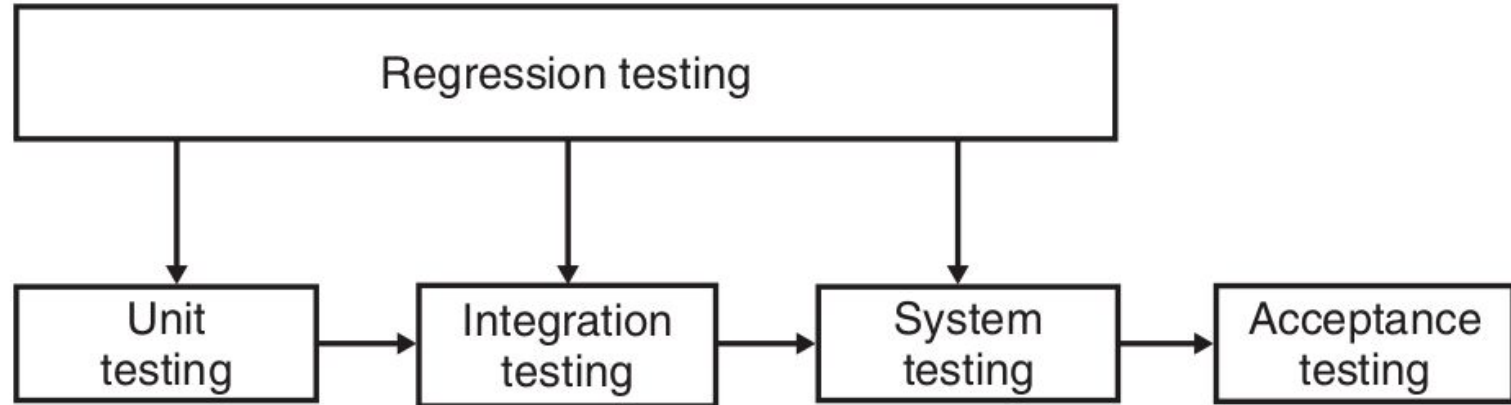 Regression testing
Unit
testing
Integration
testing
System
testing
Acceptance
testing